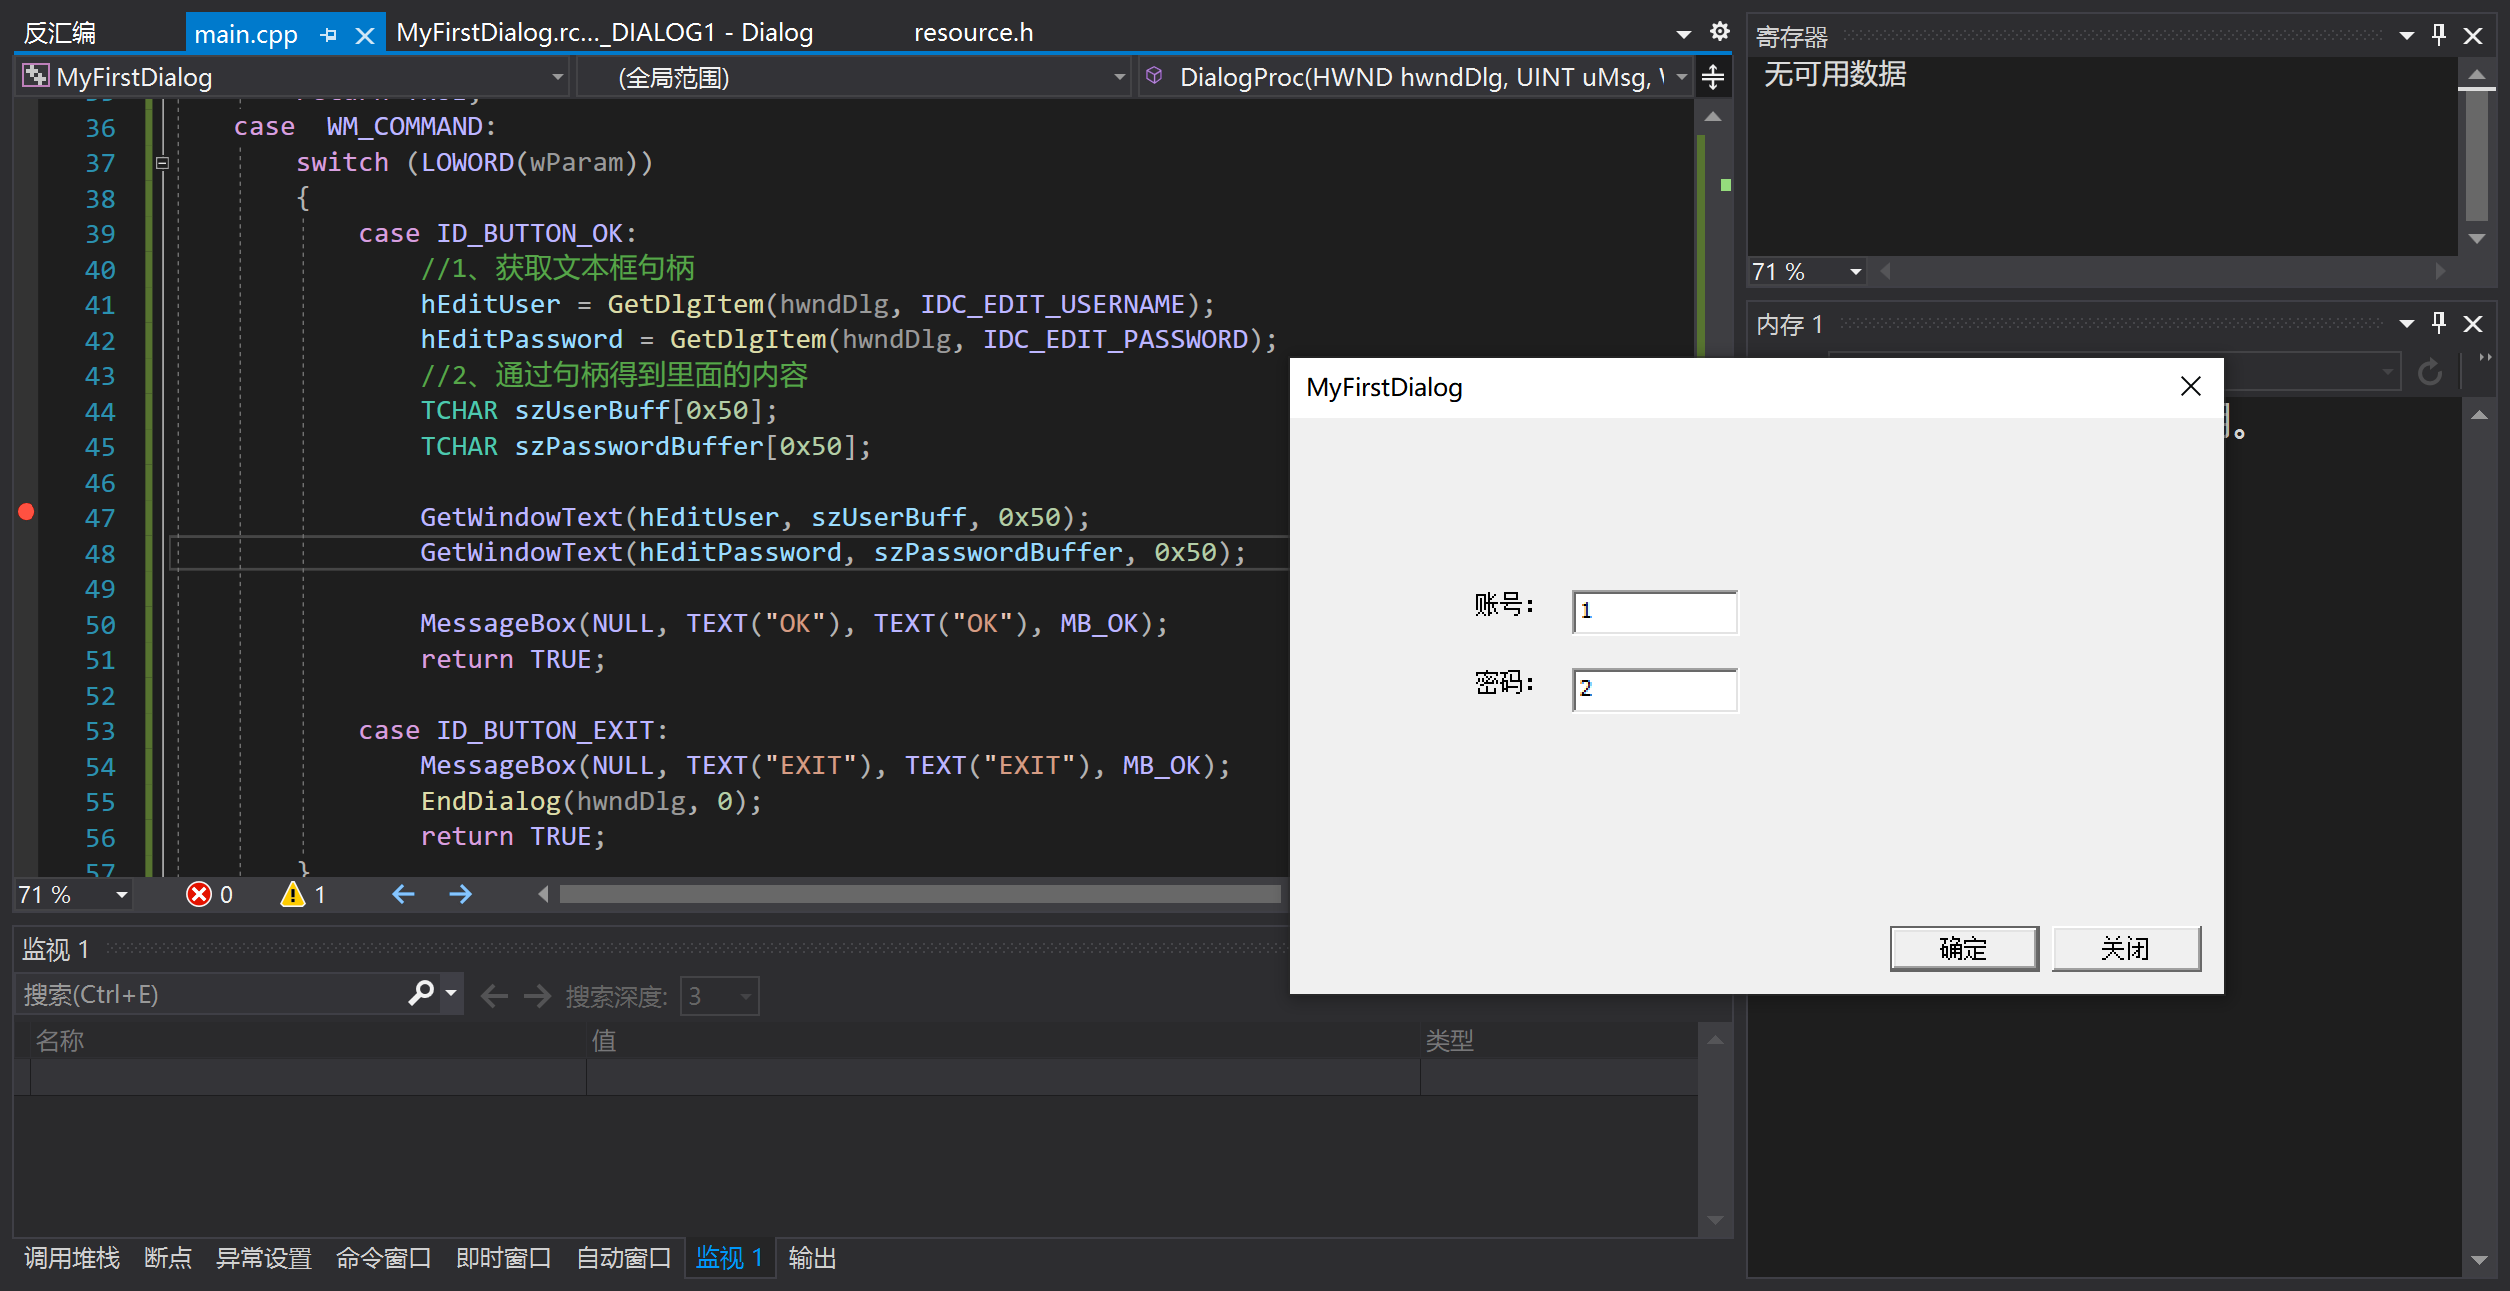 反汇编
main.cpp
MyFirstDialog.rc..._DIALOG1 - Dialog
resource.h
MyFirstDialog
(全局范围)
DialogProc(HWND hwndDlg, UINT uMsg, \
36 case  WM_COMMAND:
37 switch (LOWORD(wParam))
38 {
39 case ID_BUTTON_OK:
40 //1、获取文本框句柄
41 hEditUser = GetDlgItem(hwndDlg, IDC_EDIT_USERNAME);
42 hEditPassword = GetDlgItem(hwndDlg, IDC_EDIT_PASSWORD);
43 //2、通过句柄得到里面的内容
44 TCHAR szUserBuff[0x50];
45 TCHAR szPasswordBuffer[0x50];
46
47 GetWindowText(hEditUser, szUserBuff, 0x50);
48 GetWindowText(hEditPassword, szPasswordBuffer, 0x50);
49
50 MessageBox(NULL, TEXT("OK"), TEXT("OK"), MB_OK);
51 return TRUE;
52
53 case ID_BUTTON_EXIT:
54 MessageBox(NULL, TEXT("EXIT"), TEXT("EXIT"), MB_OK);
55 EndDialog(hwndDlg, 0);
56 return TRUE;
57 }
71 %
0
1
监视 1
搜索(Ctrl+E)
搜索深度: 3
名称
值
类型
调用堆栈
断点
异常设置
命令窗口
即时窗口
自动窗口
监视 1
输出
寄存器
无可用数据
71 %
内存 1
。
MyFirstDialog
账号: 1
密码: 2
确定
关闭